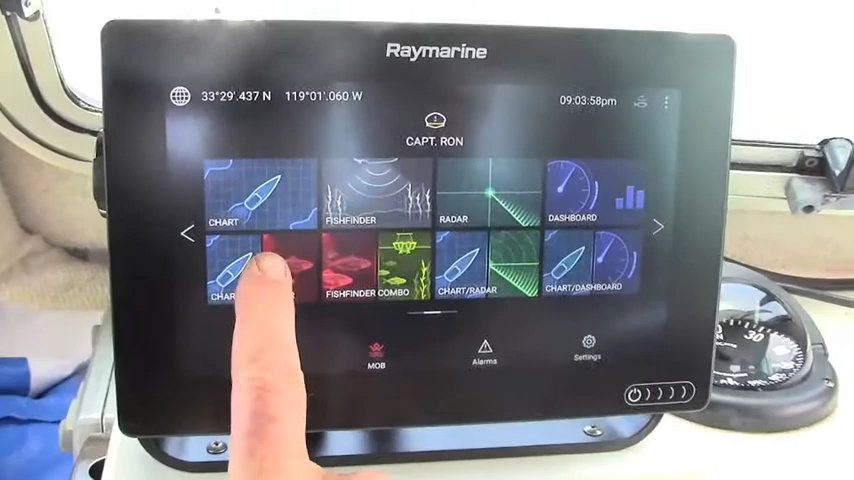 Raymarine
33°29'.437 N 119°01'.060 W 09:03:58pm
CAPT. RON
CHART FISHFINDER RADAR DASHBOARD
FISHFINDER COMBO CHART/RADAR CHART/DASHBOARD
MOB Alarms Settings
30